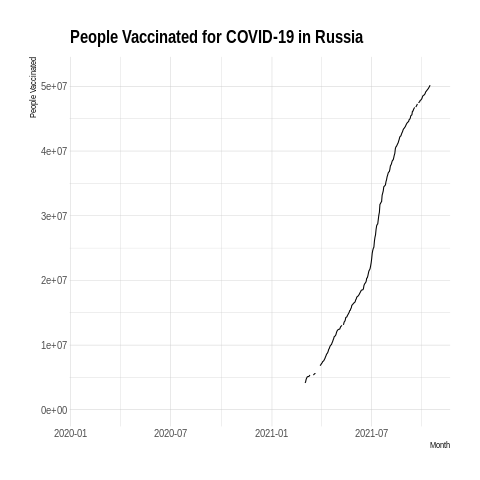 People Vaccinated for COVID-19 in Russia
People Vaccinated
5e+07
4e+07
3e+07
2e+07
1e+07
0e+00
2020-01 2020-07 2021-01 2021-07
Month